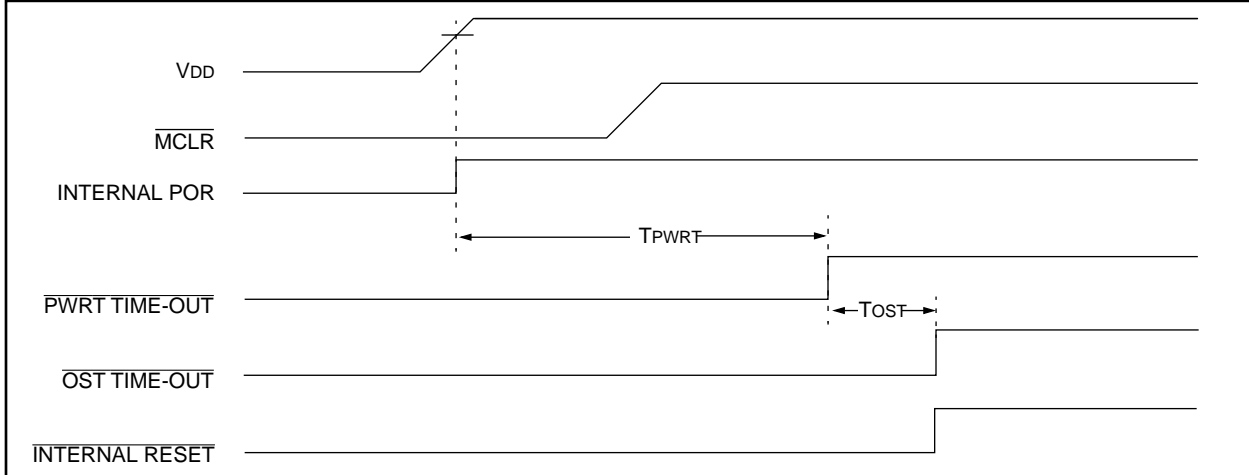 VDD
MCLR
INTERNAL POR
TPWRT
PWRT TIME-OUT
TOST
OST TIME-OUT
INTERNAL RESET